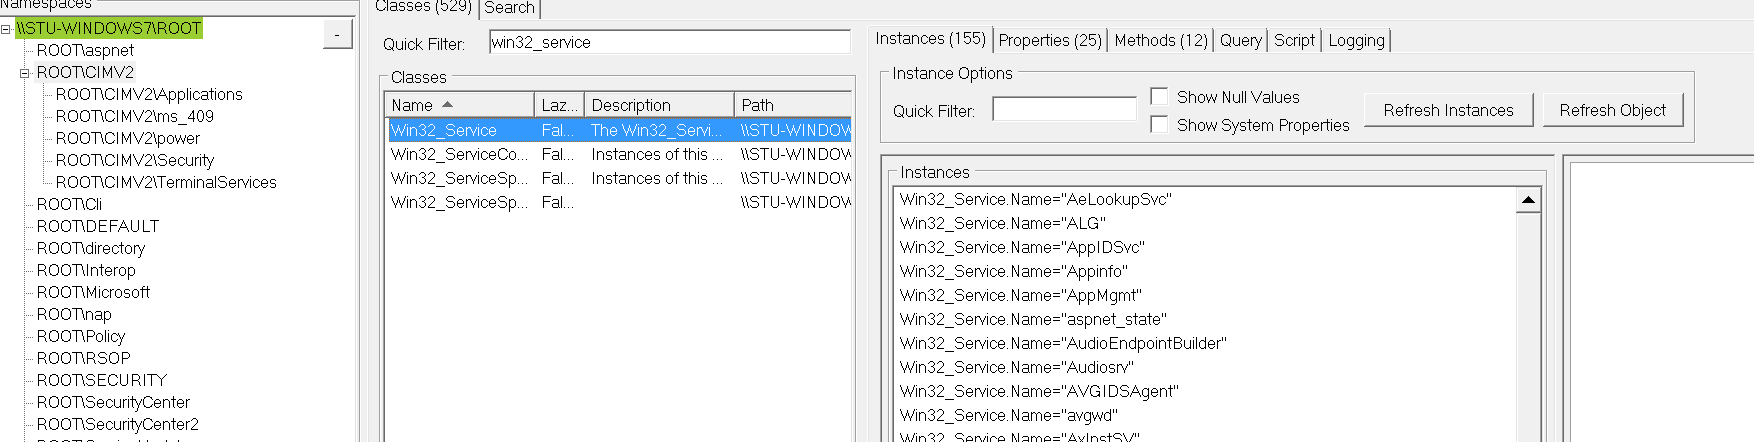 Namespaces
\\STU-WINDOWS7\ROOT
-
ROOT\aspnet
ROOT\CIMV2
ROOT\CIMV2\Applications
ROOT\CIMV2\ms_409
ROOT\CIMV2\power
ROOT\CIMV2\Security
ROOT\CIMV2\TerminalServices
ROOT\Cli
ROOT\DEFAULT
ROOT\directory
ROOT\Interop
ROOT\Microsoft
ROOT\nap
ROOT\Policy
ROOT\RSOP
ROOT\SECURITY
ROOT\SecurityCenter
ROOT\SecurityCenter2
Classes (529) Search
Quick Filter: win32_service
Classes
Name Laz... Description Path
Win32_Service Fal... The Win32_Servi... \\STU-WINDOW
Win32_ServiceCo... Fal... Instances of this ... \\STU-WINDOW
Win32_ServiceSp... Fal... Instances of this ... \\STU-WINDOW
Win32_ServiceSp... Fal... \\STU-WINDOW
Instances (155) Properties (25) Methods (12) Query Script Logging
Instance Options
Quick Filter: Show Null Values Refresh Instances Refresh Object
Show System Properties
Instances
Win32_Service.Name="AeLookupSvc"
Win32_Service.Name="ALG"
Win32_Service.Name="AppIDSvc"
Win32_Service.Name="Appinfo"
Win32_Service.Name="AppMgmt"
Win32_Service.Name="aspnet_state"
Win32_Service.Name="AudioEndpointBuilder"
Win32_Service.Name="Audiosrv"
Win32_Service.Name="AVGIDSAgent"
Win32_Service.Name="avgwd"
Win32_Service.Name="AxInstSV"